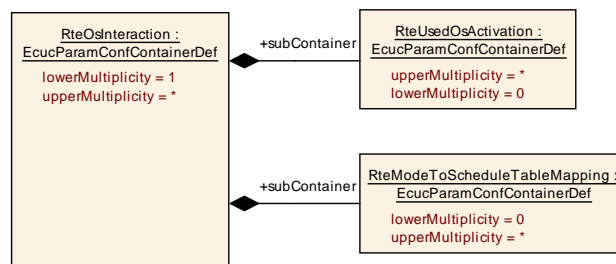 RteOsInteraction :
EcucParamConfContainerDef
lowerMultiplicity = 1
upperMultiplicity = *
+subContainer
RteUsedOsActivation :
EcucParamConfContainerDef
upperMultiplicity = *
lowerMultiplicity = 0
+subContainer
RteModeToScheduleTableMapping :
EcucParamConfContainerDef
lowerMultiplicity = 0
upperMultiplicity = *